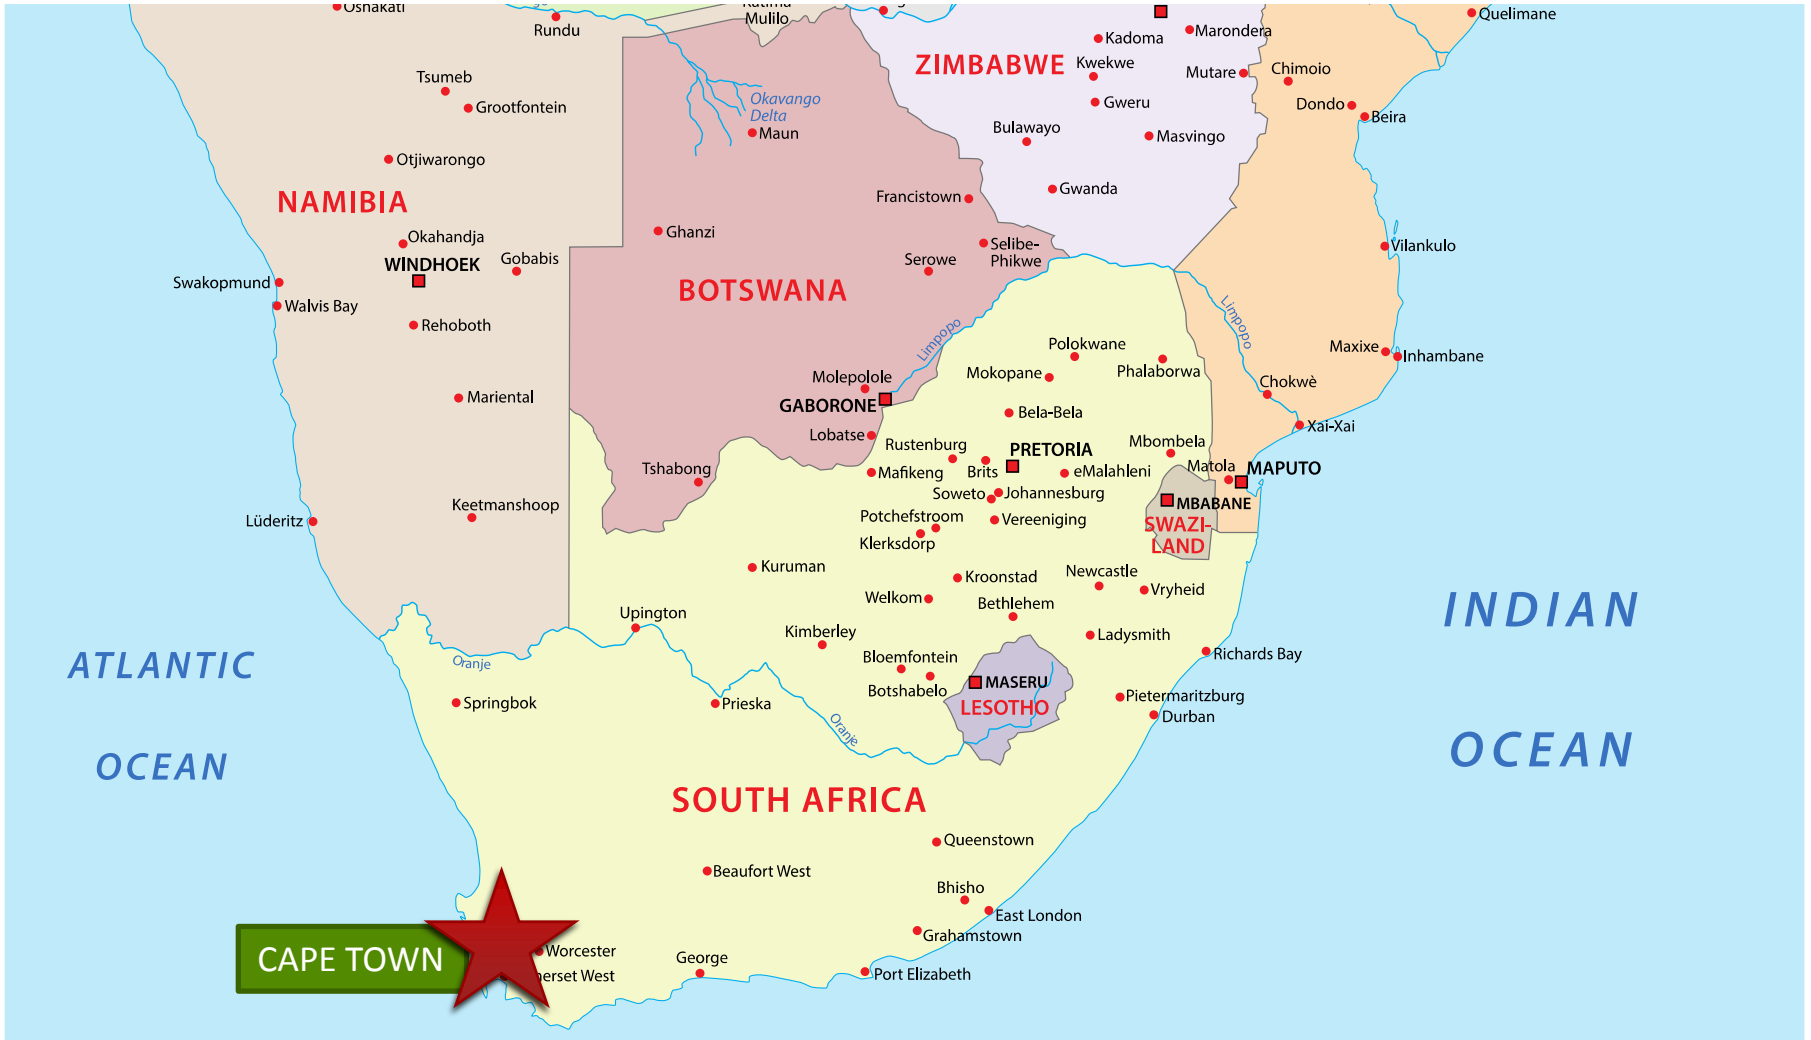 Oshakati
Rundu
Mulilo
Quelimane
Kadoma
Marondera
ZIMBABWE
Kwekwe
Mutare
Chimoio
Tsumeb
Grootfontein
Okavango
Delta
Maun
Gweru
Dondo
Beira
Bulawayo
Masvingo
Otjiwarongo
NAMIBIA
Francistown
Gwanda
Okahandja
Ghanzi
Selibe-
Phikwe
Vilankulo
WINDHOEK
Gobabis
Serowe
Swakopmund
BOTSWANA
Walvis Bay
Rehoboth
Limpopo
Limpopo
Polokwane
Maxixe
Inhambane
Molepolole
Mokopane
Phalaborwa
Chokwè
Mariental
GABORONE
Bela-Bela
Xai-Xai
Lobatse
Rustenburg
PRETORIA
Mbombela
Tshabong
Mafikeng
Brits
eMalahleni
Matola
MAPUTO
Soweto
Johannesburg
MBABANE
Keetmanshoop
Lüderitz
Potchefstroom
Vereeniging
SWAZI-
LAND
Klerksdorp
Kuruman
Kroonstad
Newcastle
Vryheid
Welkom
Bethlehem
INDIAN
OCEAN
Upington
Kimberley
Ladysmith
Richards Bay
ATLANTIC
OCEAN
Oranje
Bloemfontein
Botshabelo
MASERU
LESOTHO
Springbok
Prieska
Oranje
Pietermaritzburg
Durban
SOUTH AFRICA
Queenstown
Beaufort West
Bhisho
East London
Grahamstown
CAPE TOWN
Worcester
erset West
George
Port Elizabeth